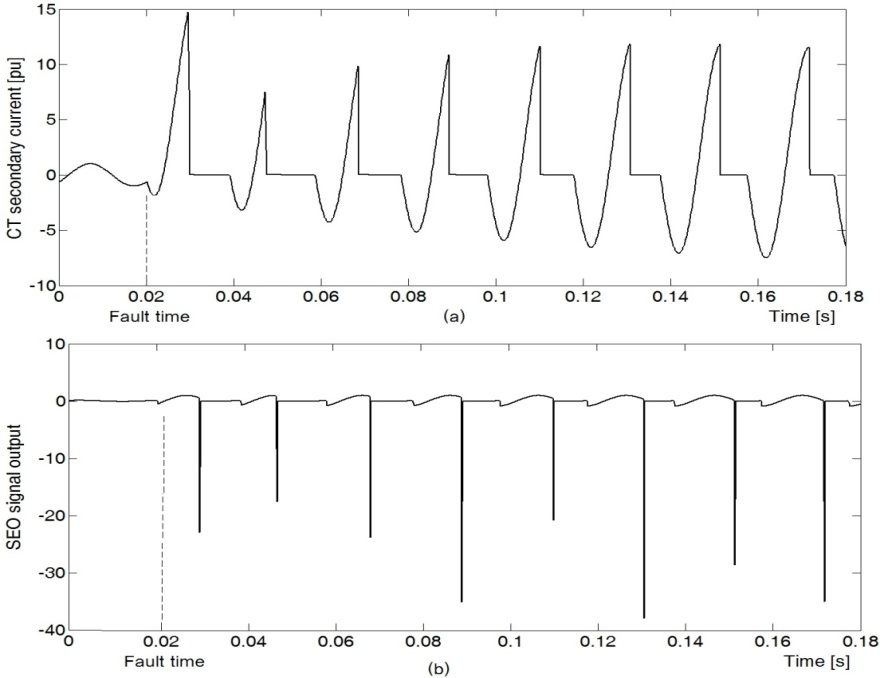 15
10
5
0
-5
-10
CT secondary current [pu]
0 0.02 0.04 0.06 0.08 0.1 0.12 0.14 0.16 0.18
Fault time (a) Time [s]
10
0
-10
-20
-30
-40
SEO signal output
0 0.02 0.04 0.06 0.08 0.1 0.12 0.14 0.16 0.18
Fault time (b) Time [s]